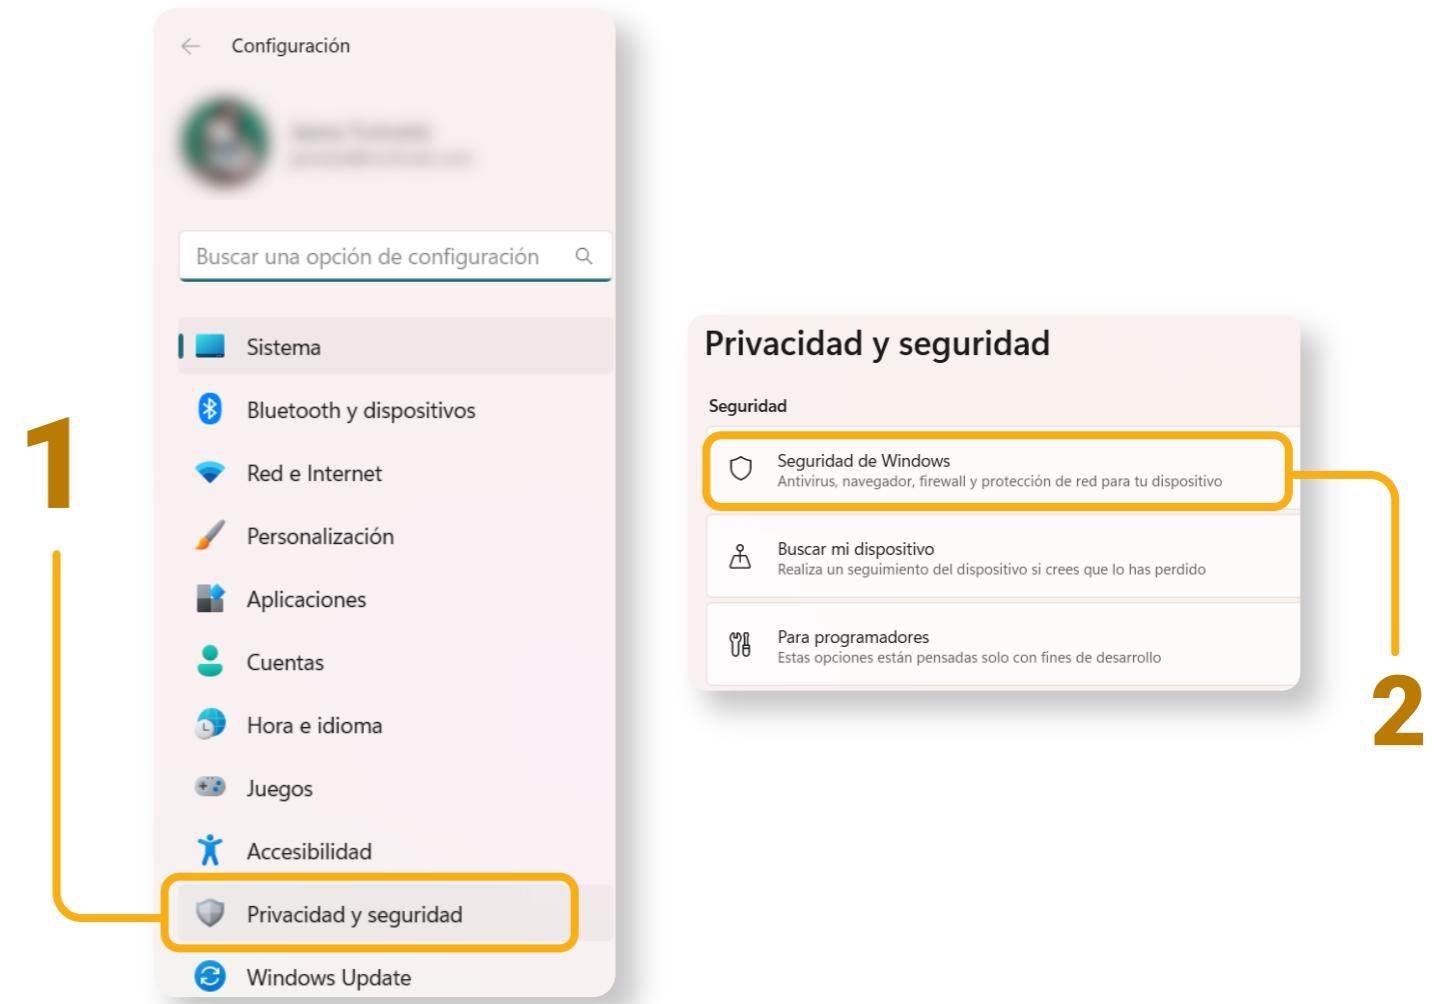 Configuración
Buscar una opción de configuración
Sistema
Bluetooth y dispositivos
Red e Internet
Personalización
Aplicaciones
Cuentas
Hora e idioma
Juegos
Accesibilidad
Privacidad y seguridad
Windows Update
1
Privacidad y seguridad
Seguridad
Seguridad de Windows
Antivirus, navegador, firewall y protección de red para tu dispositivo
Buscar mi dispositivo
Realiza un seguimiento del dispositivo si crees que lo has perdido
Para programadores
Estas opciones están pensadas solo con fines de desarrollo
2